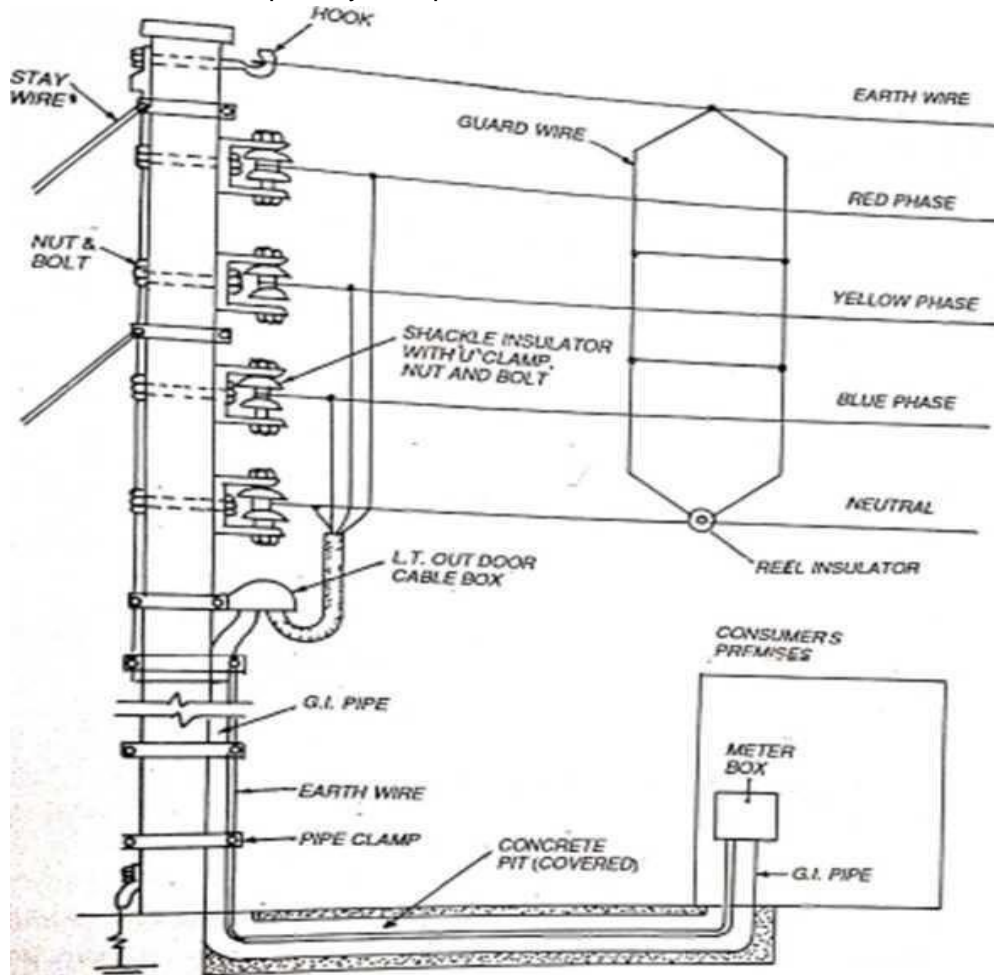 HOOK
STAY
WIRE
EARTH WIRE
GUARD WIRE
RED PHASE
NUT &
BOLT
YELLOW PHASE
SHACKLE INSULATOR
WITH "U" CLAMP,
NUT AND BOLT
BLUE PHASE
NEUTRAL
L.T. OUT DOOR
CABLE BOX
REEL INSULATOR
CONSUMER'S
PREMISES
G.I. PIPE
METER
BOX
EARTH WIRE
PIPE CLAMP
CONCRETE
PIT (COVERED)
G.I. PIPE